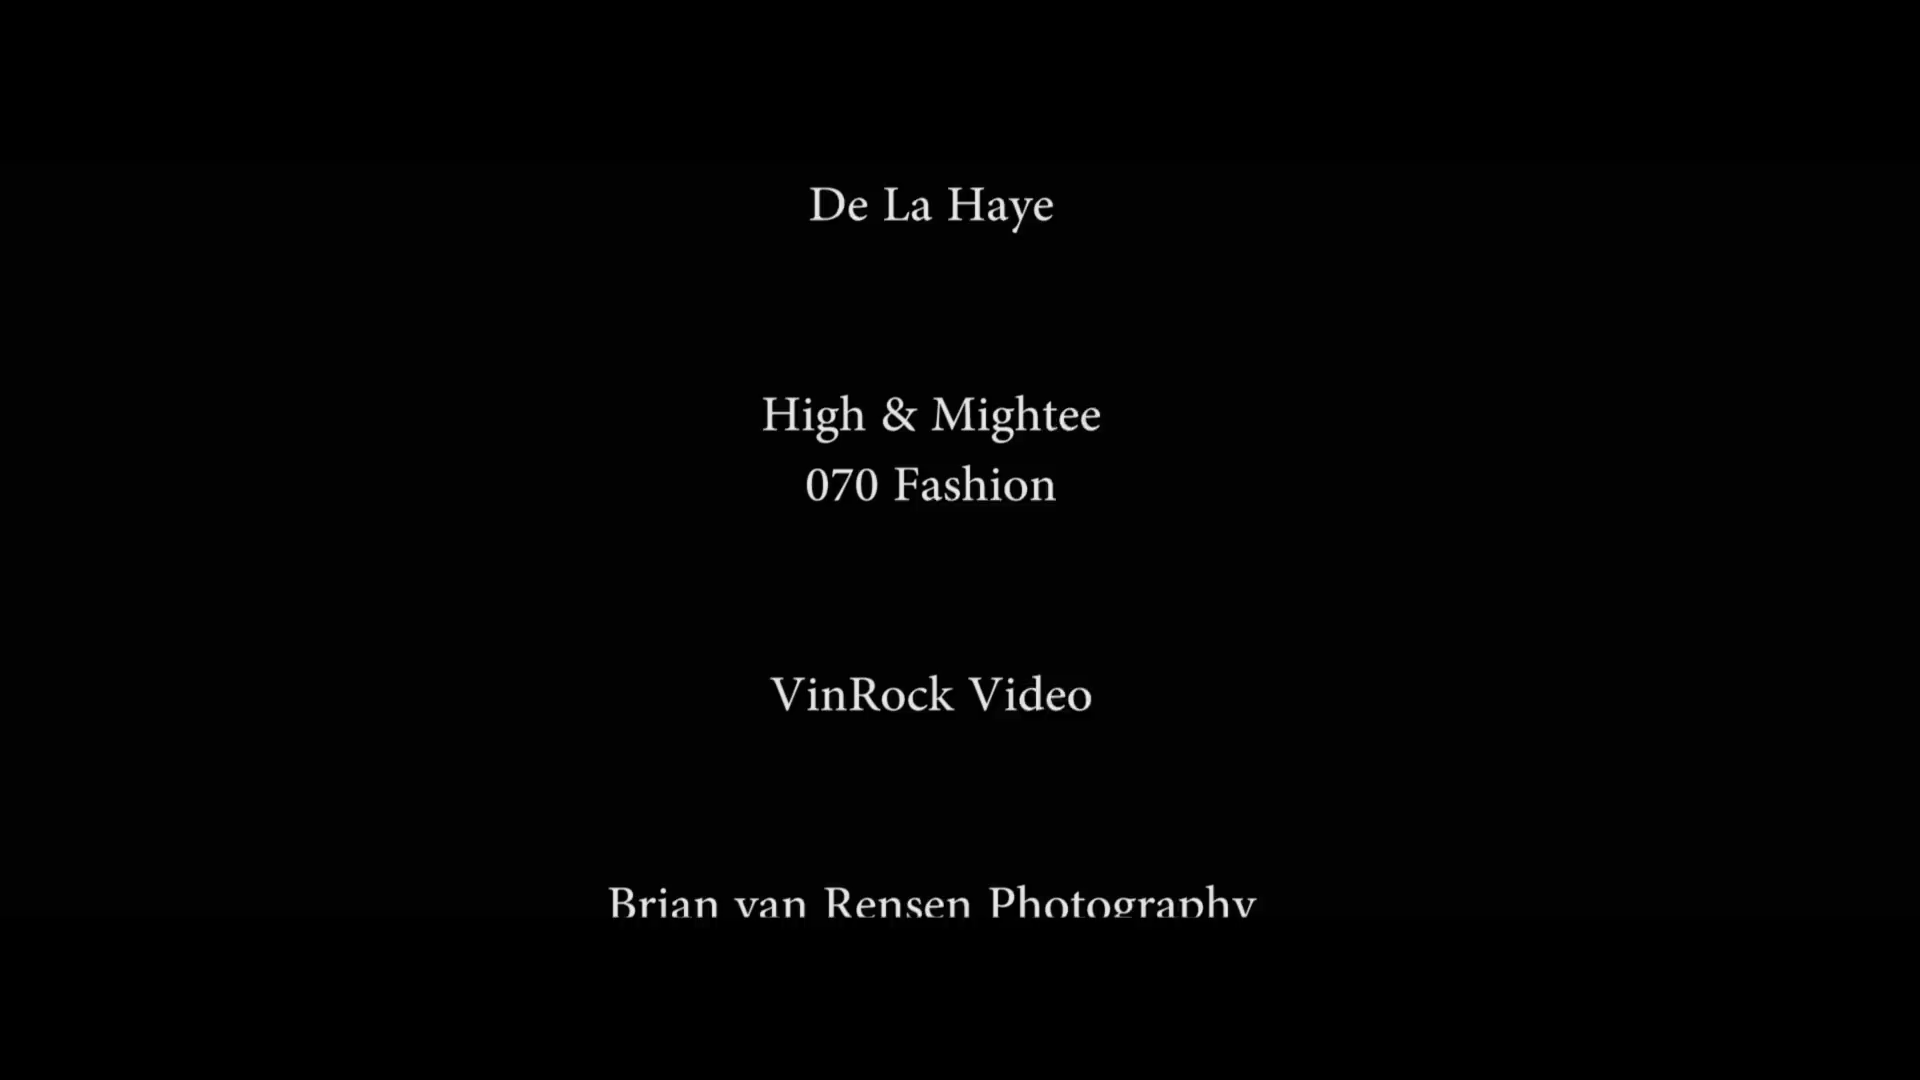 De La Haye
High & Mightee
070 Fashion
VinRock Video
Brian van Rensen Photography